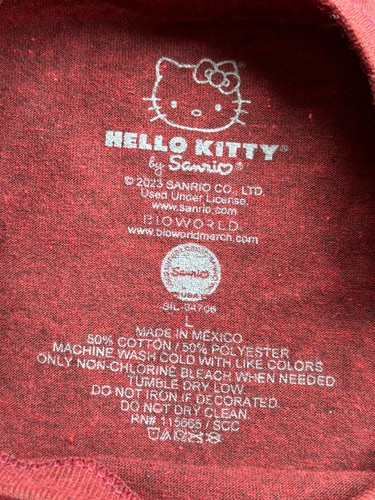 HELLO KITTY®
by Sanrio®
© 2023 SANRIO CO., LTD.
Used Under License.
www.sanrio.com
BIOWORLD
www.bioworldmerch.com
Sanrio
SIL-34706
L
MADE IN MEXICO
50% COTTON / 50% POLYESTER
MACHINE WASH COLD WITH LIKE COLORS
ONLY NON-CHLORINE BLEACH WHEN NEEDED
TUMBLE DRY LOW
DO NOT IRON IF DECORATED.
DO NOT DRY CLEAN.
RN# 115665 / SCC